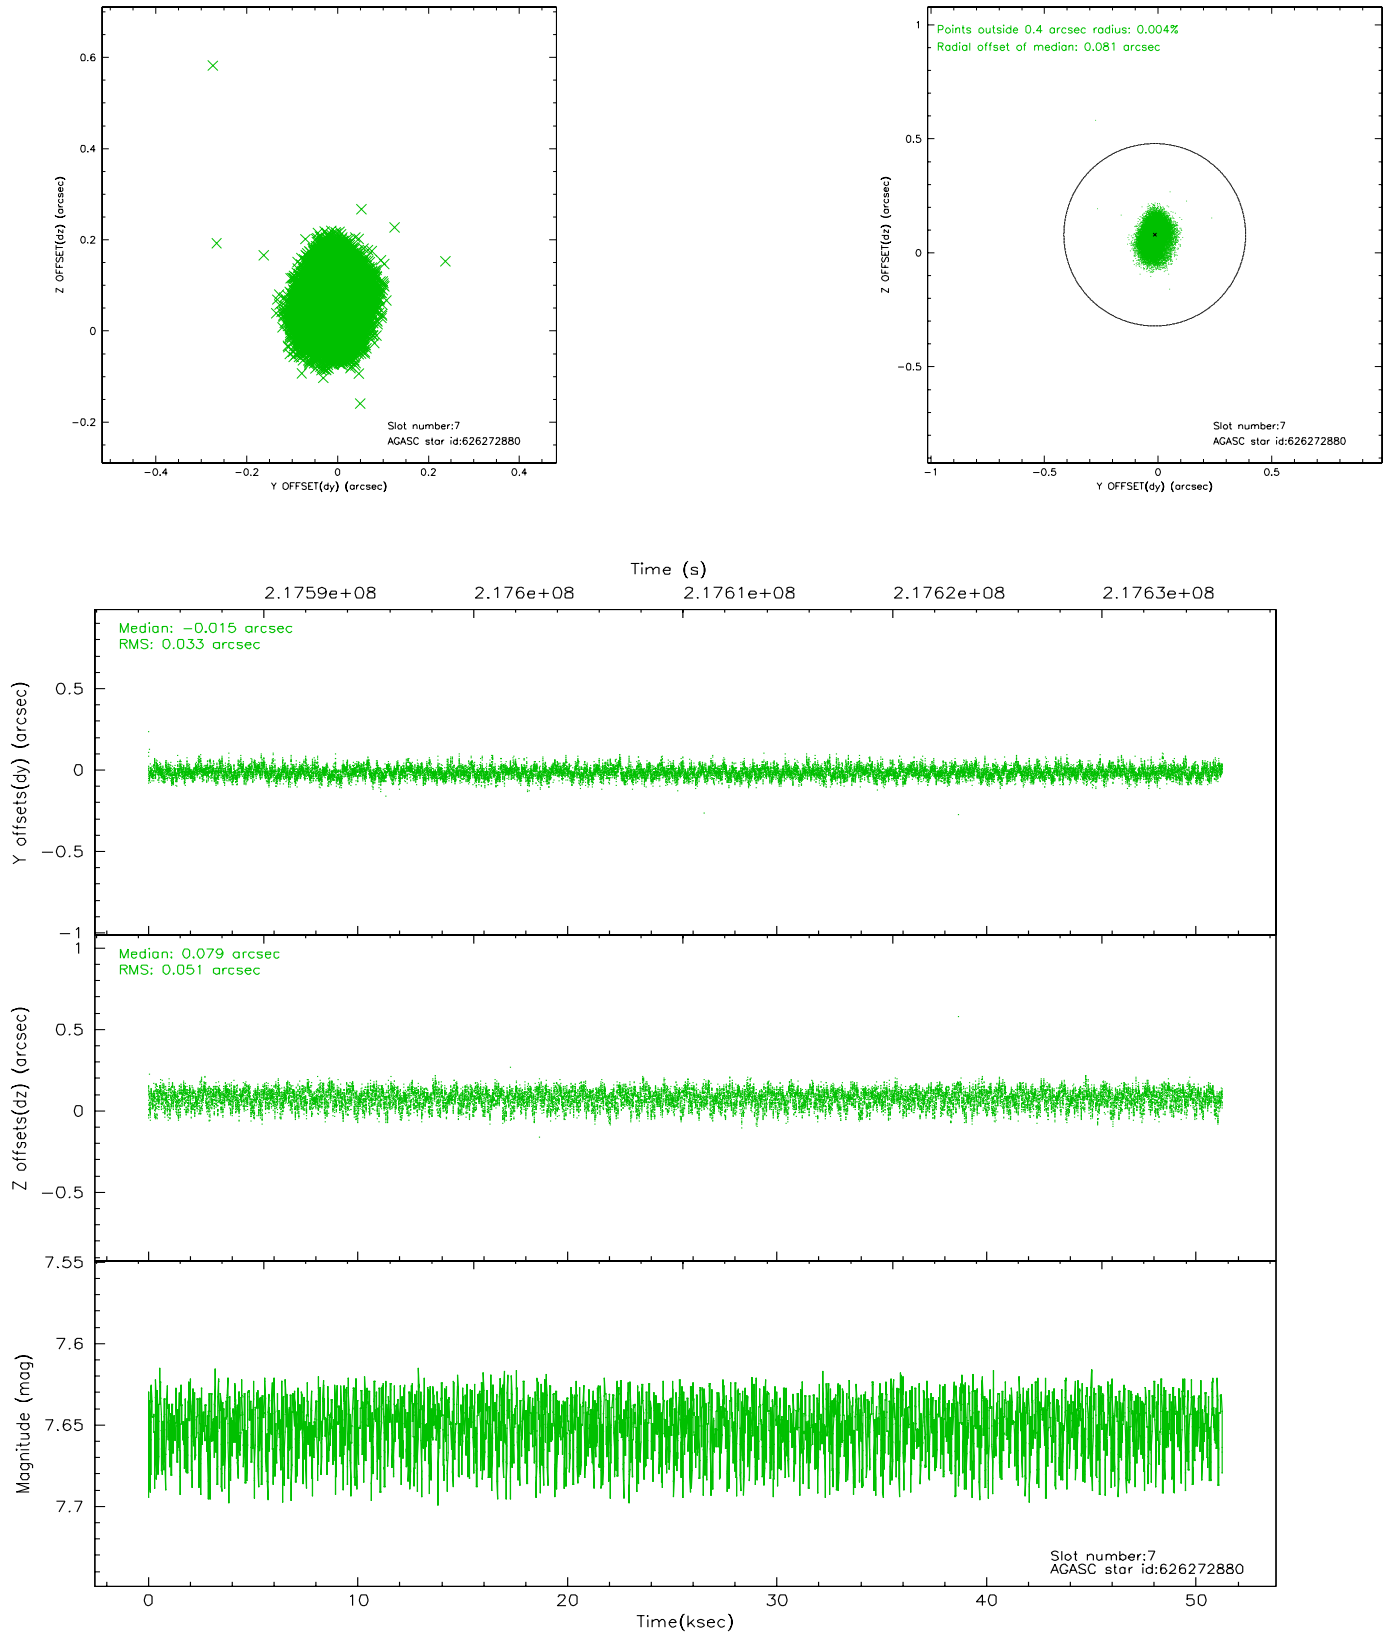 0.6
0.4
0.2
0
-0.2
Z OFFSET(dz) (arcsec)
Slot number:7
AGASC star id:626272880
-0.4 -0.2 0 0.2 0.4
Y OFFSET(dy) (arcsec)
Points outside 0.4 arcsec radius: 0.004%
Radial offset of median: 0.081 arcsec
1
0.5
0
-0.5
Z OFFSET(dz) (arcsec)
Slot number:7
AGASC star id:626272880
-1 -0.5 0 0.5
Y OFFSET(dy) (arcsec)
Time (s)
2.1759e+08 2.176e+08 2.1761e+08 2.1762e+08 2.1763e+08
Median: -0.015 arcsec
RMS: 0.033 arcsec
0.5
0
-0.5
-1
Y offsets(dy) (arcsec)
Median: 0.079 arcsec
RMS: 0.051 arcsec
1
0.5
0
-0.5
Z offsets(dz) (arcsec)
7.55
7.6
7.65
7.7
Magnitude (mag)
Slot number:7
AGASC star id:626272880
0 10 20 30 40 50
Time(ksec)